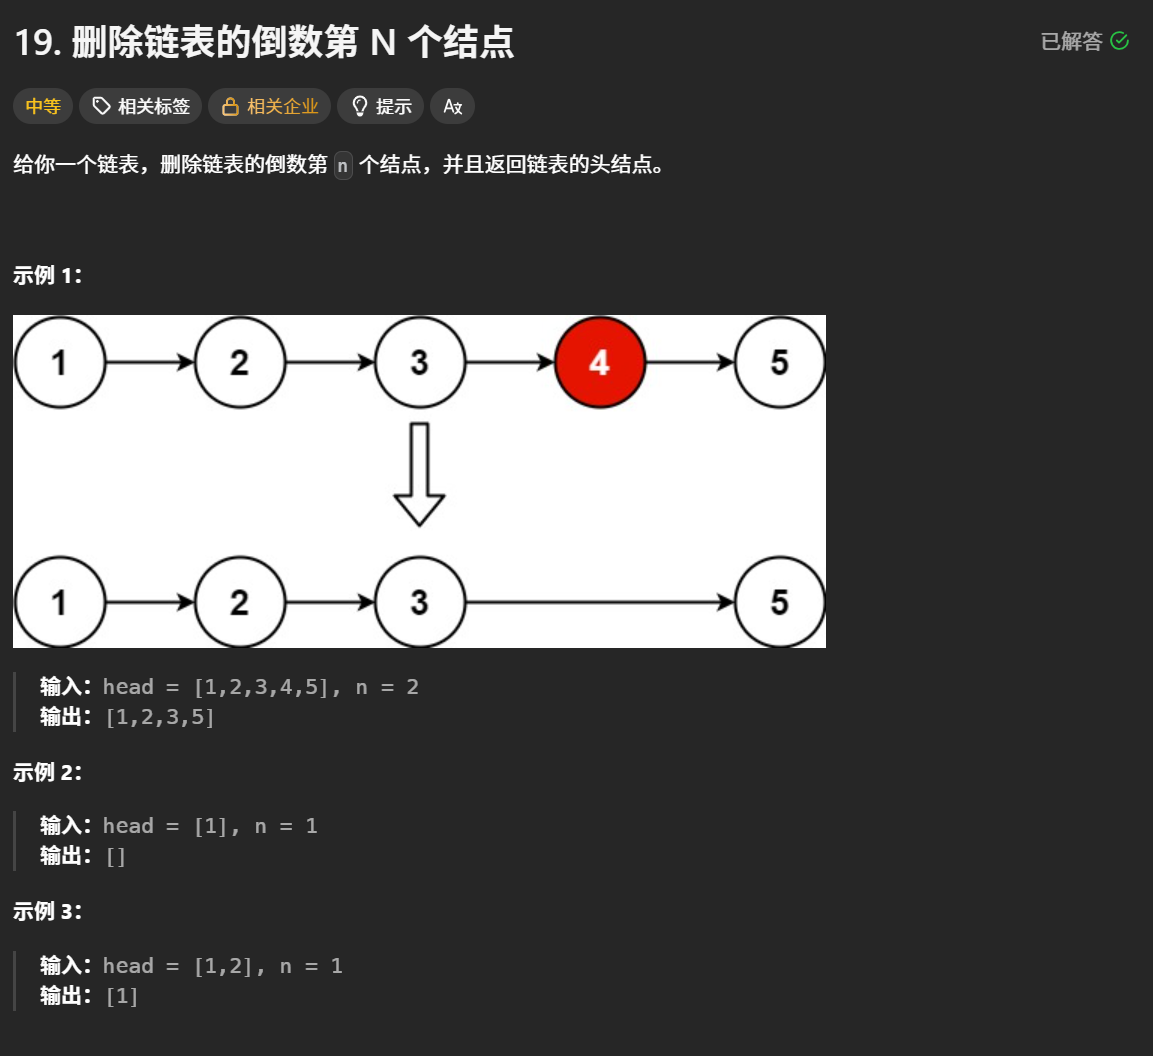 19. 删除链表的倒数第 N 个结点
已解答
中等 相关标签 相关企业 提示 Ax
给你一个链表，删除链表的倒数第 n 个结点，并且返回链表的头结点。
示例 1：
1 2 3 4 5
1 2 3 5
输入：head = [1,2,3,4,5], n = 2
输出：[1,2,3,5]
示例 2：
输入：head = [1], n = 1
输出：[]
示例 3：
输入：head = [1,2], n = 1
输出：[1]